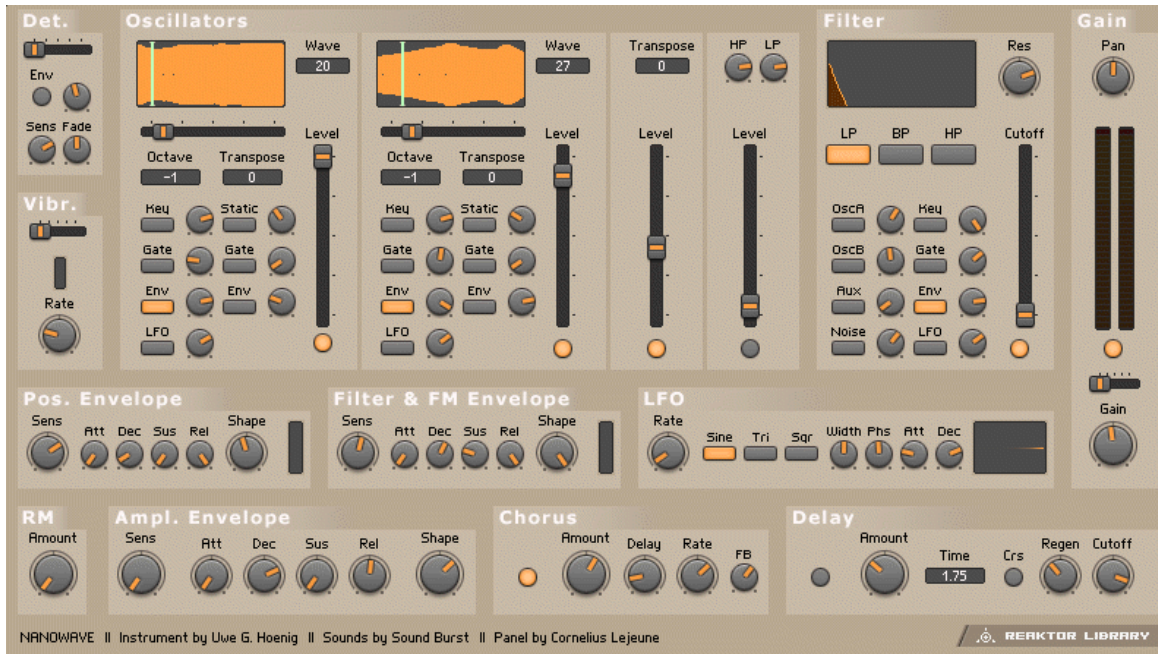 Det.
Env
Sens Fade
Vibr.
Rate
Oscillators
Wave
20
Level
Octave Transpose
-1 0
Key Static
Gate Gate
Env Env
LFO
Wave
27
Level
Octave Transpose
-1 0
Key Static
Gate Gate
Env Env
LFO
Transpose
0
Level
HP LP
Level
Filter
Res
LP BP HP Cutoff
OscA Key
OscB Gate
Aux Env
Noise LFO
Gain
Pan
Gain
Pos. Envelope
Sens Att Dec Sus Rel Shape
Filter & FM Envelope
Sens Att Dec Sus Rel Shape
LFO
Rate Sine Tri Sqr Width Phs Att Dec
RM
Amount
Ampl. Envelope
Sens Att Dec Sus Rel Shape
Chorus
Amount Delay Rate FB
Delay
Amount Time Crs Regen Cutoff
1.75
NANOWAVE II Instrument by Uwe G. Hoenig II Sounds by Sound Burst II Panel by Cornelius Lejeune
REAKTOR LIBRARY